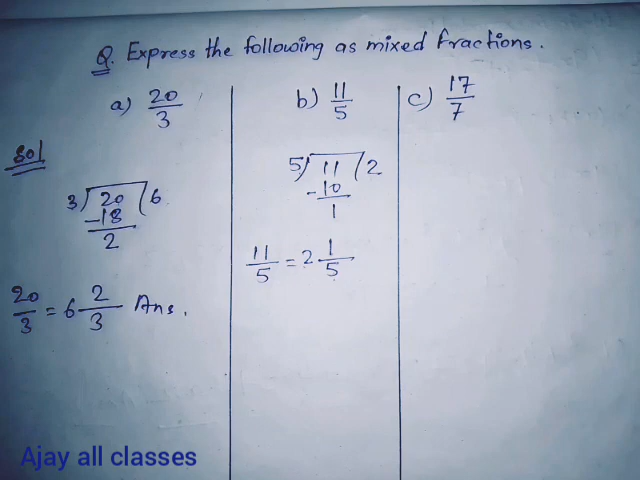 Q. Express the following as mixed fractions.
a) 20/3
b) 11/5
c) 17/7
Sol
3) 20 (6
-18
2
20/3 = 6 2/3 Ans.
5) 11 (2
-10
1
11/5 = 2 1/5
Ajay all classes